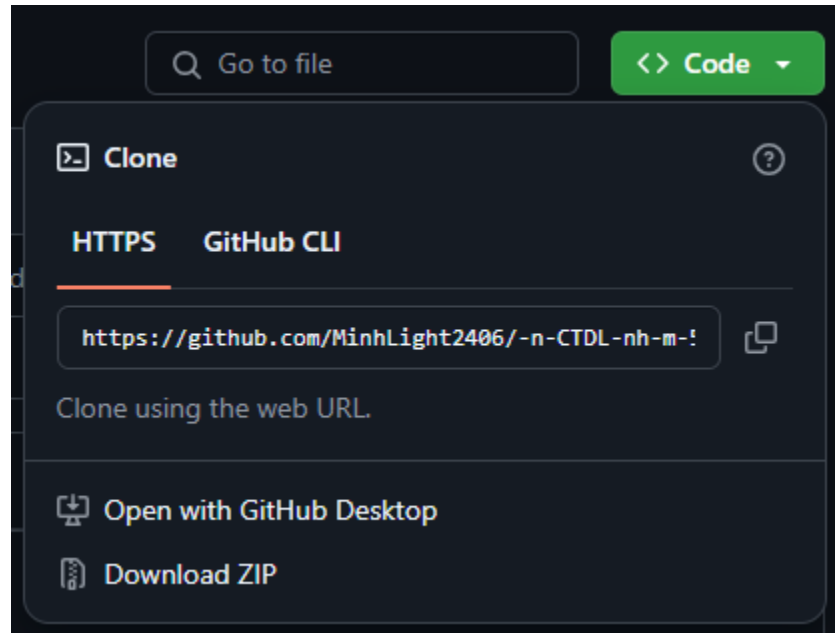 Go to file
<> Code
Clone
HTTPS GitHub CLI
https://github.com/MinhLight2406/-n-CTDL-nh-m-5
Clone using the web URL.
Open with GitHub Desktop
Download ZIP